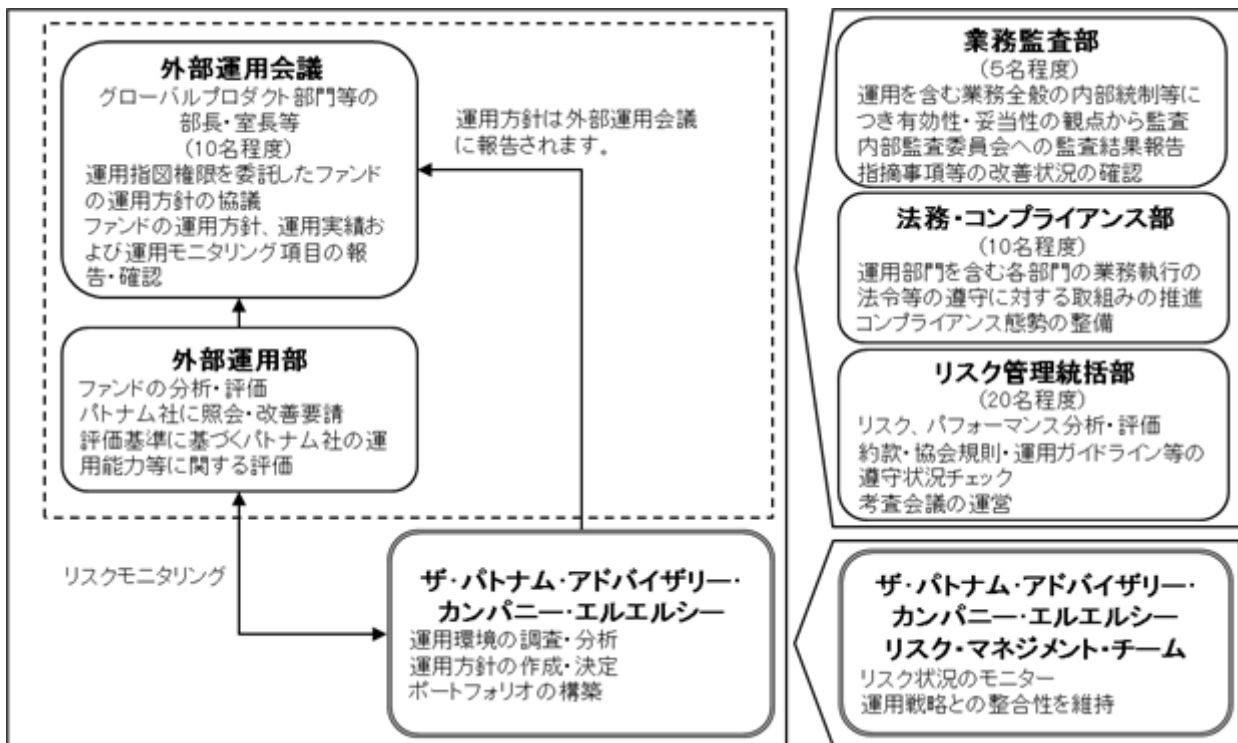 外部運用会議
グローバルプロダクト部門等の
部長・室長等
(10名程度)
運用指図権限を委託したファンド
の運用方針の協議
ファンドの運用方針、運用実績お
よび運用モニタリング項目の報
告・確認
運用方針は外部運用会議
に報告されます。
外部運用部
ファンドの分析・評価
パトナム社に照会・改善要請
評価基準に基づくパトナム社の運
用能力等に関する評価
リスクモニタリング
ザ・パトナム・アドバイザリー・
カンパニー・エルエルシー
運用環境の調査・分析
運用方針の作成・決定
ポートフォリオの構築
業務監査部
(5名程度)
運用を含む業務全般の内部統制等に
つき有効性・妥当性の観点から監査
内部監査委員会への監査結果報告
指摘事項等の改善状況の確認
法務・コンプライアンス部
(10名程度)
運用部門を含む各部門の業務執行の
法令等の遵守に対する取組みの推進
コンプライアンス態勢の整備
リスク管理統括部
(20名程度)
リスク、パフォーマンス分析・評価
約款・協会規則・運用ガイドライン等の
遵守状況チェック
考査会議の運営
ザ・パトナム・アドバイザリー・
カンパニー・エルエルシー
リスク・マネジメント・チーム
リスク状況のモニター
運用戦略との整合性を維持